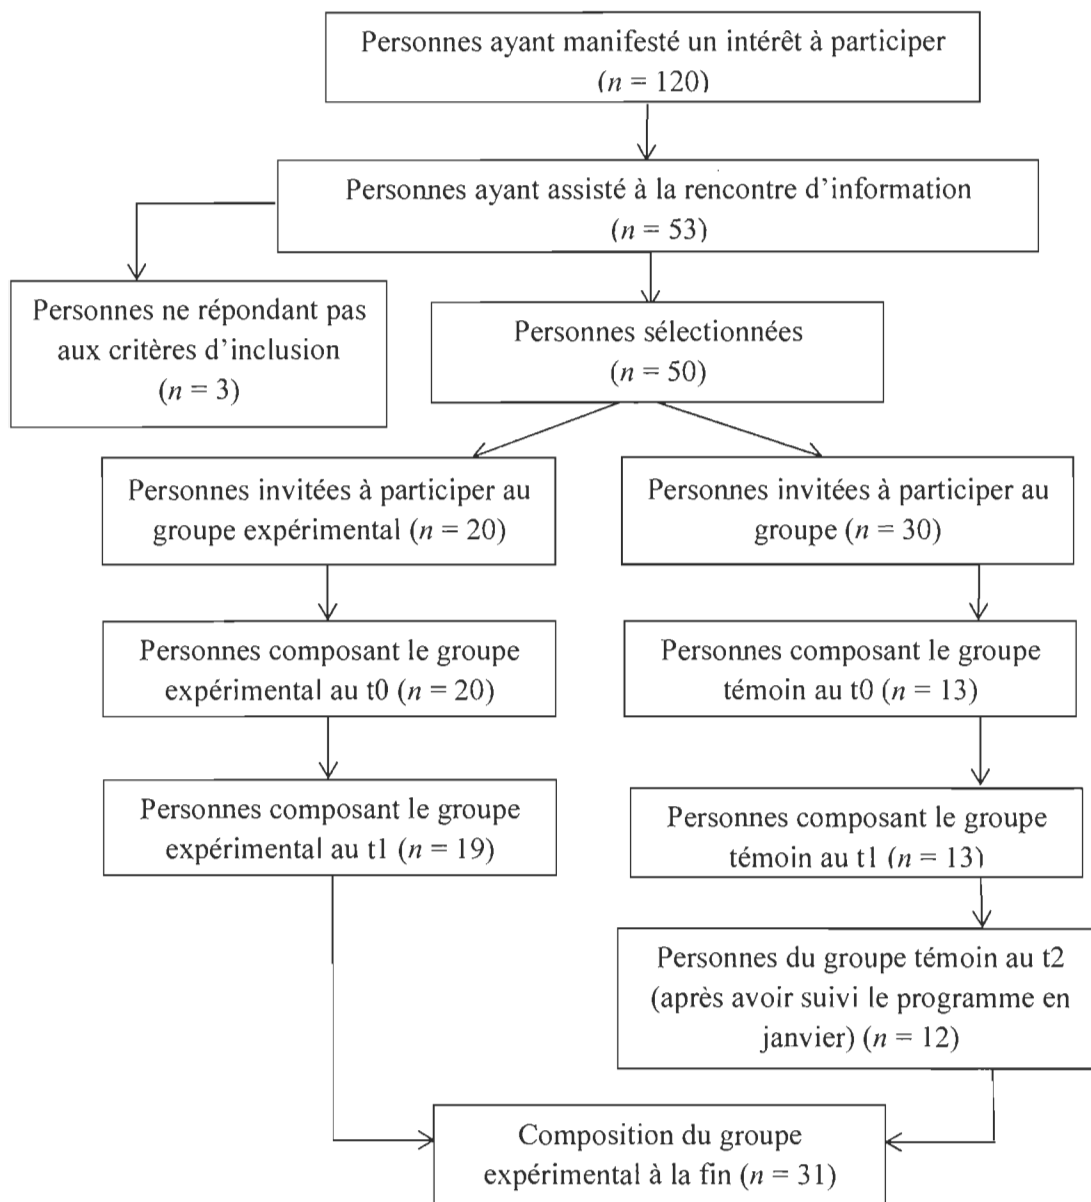 Personnes ayant manifesté un intérêt à participer
(n = 120)
Personnes ayant assisté à la rencontre d'information
(n = 53)
Personnes ne répondant pas
aux critères d'inclusion
(n = 3)
Personnes sélectionnées
(n = 50)
Personnes invitées à participer au
groupe expérimental (n = 20)
Personnes invitées à participer au
groupe (n = 30)
Personnes composant le groupe
expérimental au t0 (n = 20)
Personnes composant le groupe
témoin au t0 (n = 13)
Personnes composant le groupe
expérimental au t1 (n = 19)
Personnes composant le groupe
témoin au t1 (n = 13)
Personnes du groupe témoin au t2
(après avoir suivi le programme en
janvier) (n = 12)
Composition du groupe
expérimental à la fin (n = 31)